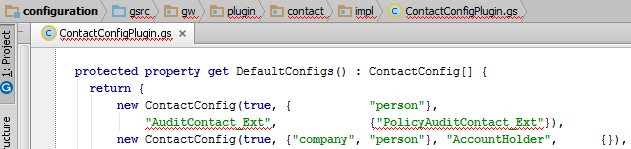 configuration gsrc gw plugin contact impl ContactConfigPlugin.gs
ContactConfigPlugin.gs
1: Project
ructure
protected property get DefaultConfigs() : ContactConfig[] {
return {
new ContactConfig(true, { "person"},
"AuditContact_Ext", {"PolicyAuditContact_Ext"}),
new ContactConfig(true, {"company", "person"}, "AccountHolder", {}),